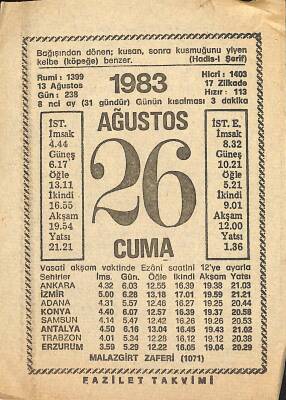 Bağışından dönen; kusan, sonra kusmuğunu yiyen
kelbe (köpeğe) benzer. (Hadis-i Şerif)
Rumi : 1399
13 Ağustos
Gün : 238
1983
Hicri : 1403
17 Zilkade
Hızır : 113
8 nci ay (31 gündür) Günün kısalması 3 dakika
AĞUSTOS
26
CUMA
İST.
İmsak
4.44
Güneş
6.17
Öğle
13.11
İkindi
16.55
Akşam
19.54
Yatsı
21.21
İST. E.
İmsak
8.32
Güneş
10.21
Öğle
5.21
İkindi
9.01
Akşam
12.00
Yatsı
1.36
Vasati akşam vaktinde Ezâni saatini 12'ye ayarla
Şehirler İms. Gün. Öğle İkindi Akşam Yatsı
ANKARA 4.32 6.03 12.55 16.39 19.38 21.03
İZMİR 5.00 6.28 13.18 17.01 19.59 21.21
ADANA 4.31 5.57 12.46 16.27 19.25 20.44
KONYA 4.40 6.07 12.57 16.39 19.37 20.58
SAMSUN 4.14 5.47 12.42 16.26 19.26 20.53
ANTALYA 4.50 6.16 13.04 16.45 19.43 21.02
TRABZON 4.01 5.34 12.28 16.12 19.12 20.38
ERZURUM 3.59 5.29 12.22 16.05 19.04 20.29
MALAZGİRT ZAFERİ (1071)
FAZİLET TAKVİMİ